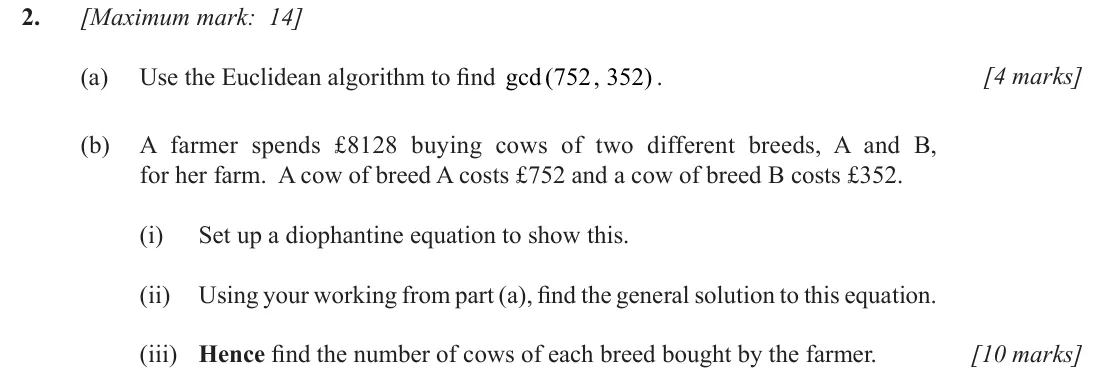 2. [Maximum mark: 14]
(a) Use the Euclidean algorithm to find gcd(752, 352). [4 marks]
(b) A farmer spends £8128 buying cows of two different breeds, A and B,
for her farm. A cow of breed A costs £752 and a cow of breed B costs £352.
(i) Set up a diophantine equation to show this.
(ii) Using your working from part (a), find the general solution to this equation.
(iii) Hence find the number of cows of each breed bought by the farmer. [10 marks]